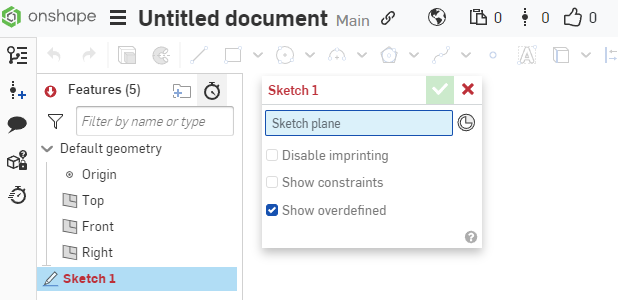 onshape Untitled document Main 0 0 0
Features (5)
Filter by name or type
Default geometry
Origin
Top
Front
Right
Sketch 1
Sketch 1
Sketch plane
Disable imprinting
Show constraints
Show overdefined